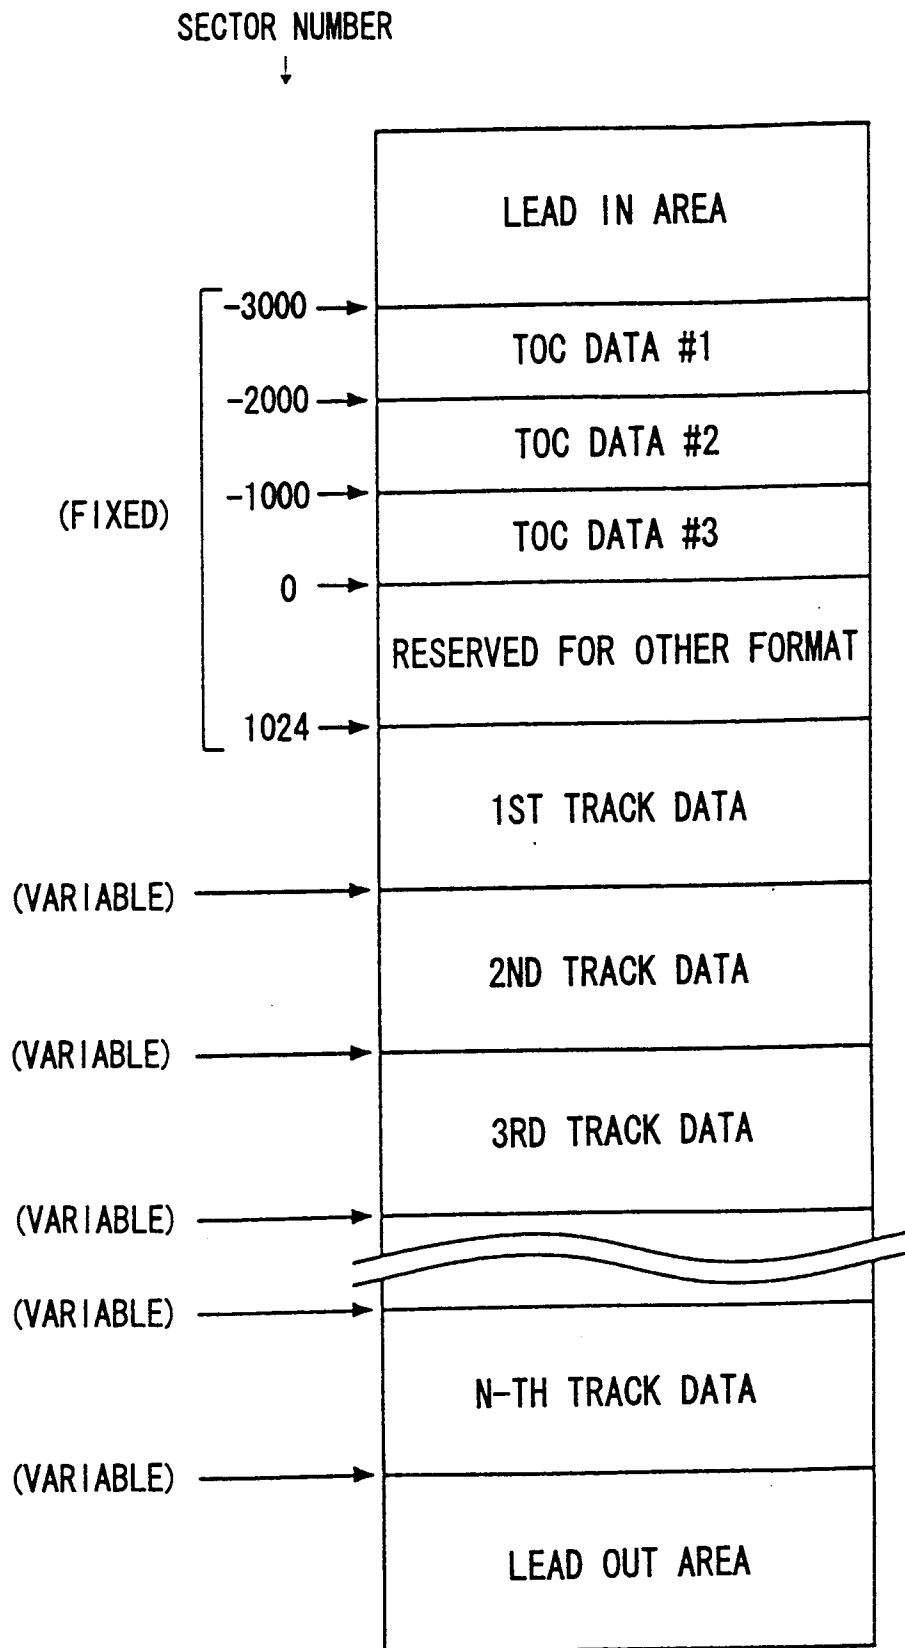 SECTOR NUMBER
LEAD IN AREA
-3000
TOC DATA #1
-2000
TOC DATA #2
-1000
(FIXED)
TOC DATA #3
0
RESERVED FOR OTHER FORMAT
1024
1ST TRACK DATA
(VARIABLE)
2ND TRACK DATA
(VARIABLE)
3RD TRACK DATA
(VARIABLE)
(VARIABLE)
N-TH TRACK DATA
(VARIABLE)
LEAD OUT AREA